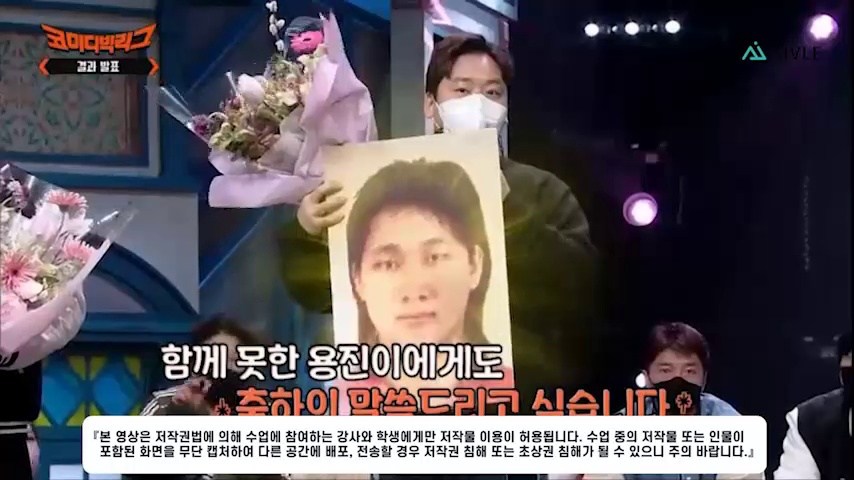 코미디빅리그
결과 발표
AIVLE
함께 못한 용진이에게도
축하의 말씀드리고 싶습니다
『본 영상은 저작권법에 의해 수업에 참여하는 강사와 학생에게만 저작물 이용이 허용됩니다. 수업 중의 저작물 또는 인물이
포함된 화면을 무단 캡처하여 다른 공간에 배포, 전송할 경우 저작권 침해 또는 초상권 침해가 될 수 있으니 주의 바랍니다.』